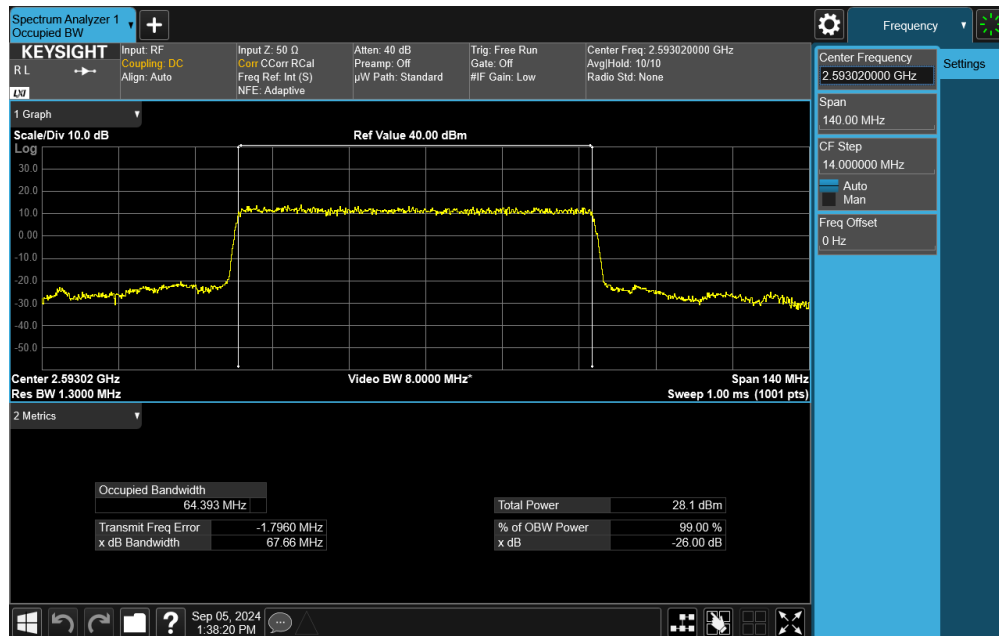 Spectrum Analyzer 1
Occupied BW
Frequency
KEYSIGHT
R L
LXI
Input: RF
Coupling: DC
Align: Auto
Input Z: 50 Ω
Corr CCorr RCal
Freq Ref: Int (S)
NFE: Adaptive
Atten: 40 dB
Preamp: Off
µW Path: Standard
Trig: Free Run
Gate: Off
#IF Gain: Low
Center Freq: 2.593020000 GHz
Avg|Hold: 10/10
Radio Std: None
Center Frequency
2.593020000 GHz
Settings
Span
140.00 MHz
CF Step
14.000000 MHz
Auto
Man
Freq Offset
0 Hz
1 Graph
Scale/Div 10.0 dB
Ref Value 40.00 dBm
Log
30.0
20.0
10.0
0.00
-10.0
-20.0
-30.0
-40.0
-50.0
Center 2.59302 GHz
Video BW 8.0000 MHz*
Span 140 MHz
Res BW 1.3000 MHz
Sweep 1.00 ms (1001 pts)
2 Metrics
Occupied Bandwidth
64.393 MHz
Transmit Freq Error -1.7960 MHz
x dB Bandwidth 67.66 MHz
Total Power 28.1 dBm
% of OBW Power 99.00 %
x dB -26.00 dB
Sep 05, 2024
1:38:20 PM